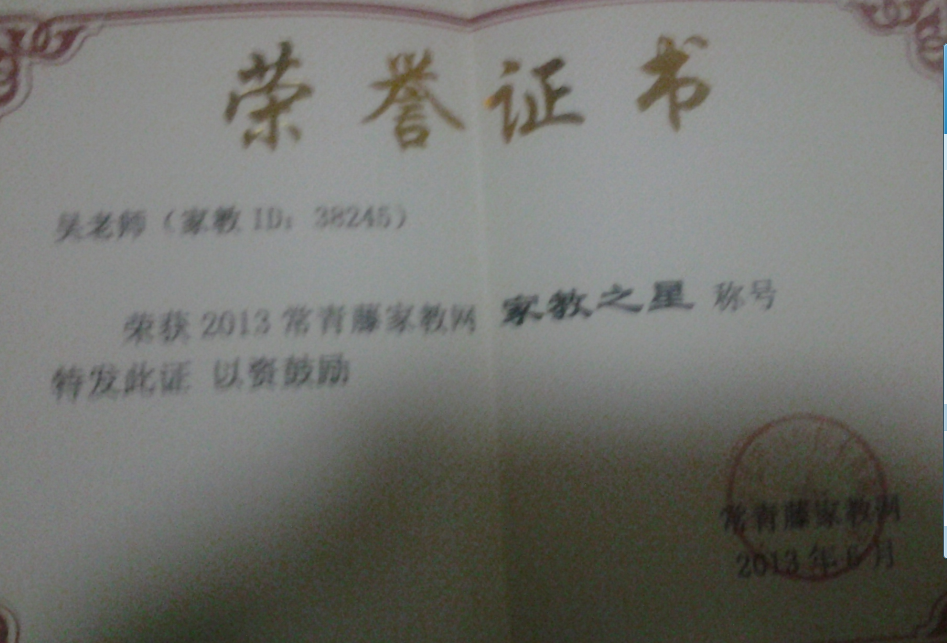 荣誉证书
吴老师（家教 ID：38245）
荣获 2013 常青藤家教网 家教之星 称号
特发此证 以资鼓励
常青藤家教网
2013 年 月